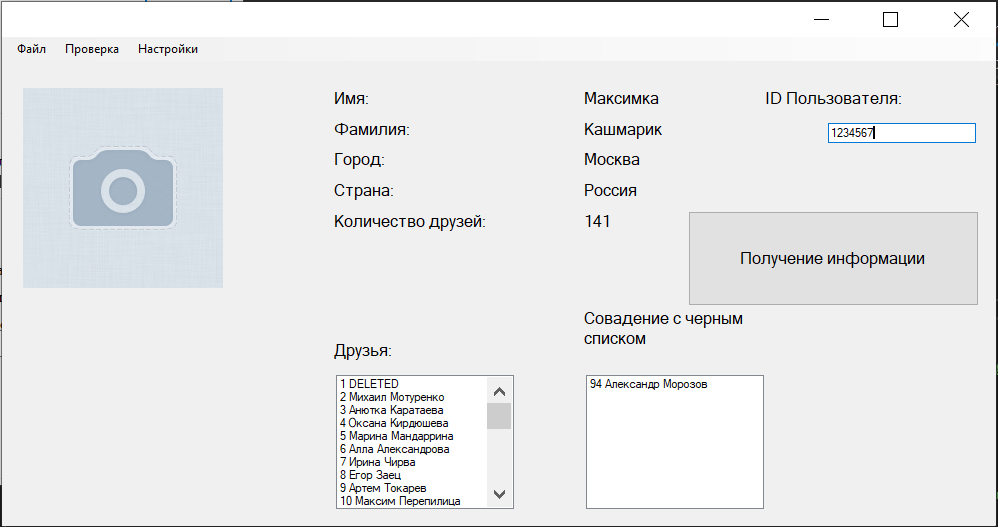 Файл Проверка Настройки
Имя: Максимка ID Пользователя:
Фамилия: Кашмарик 1234567
Город: Москва
Страна: Россия
Количество друзей: 141
Получение информации
Совадение с черным
списком
Друзья:
1 DELETED
2 Михаил Мотуренко
3 Анютка Каратаева
4 Оксана Кирдюшева
5 Марина Мандаррина
6 Алла Александрова
7 Ирина Чирва
8 Егор Заец
9 Артем Токарев
10 Максим Перепилица
94 Александр Морозов